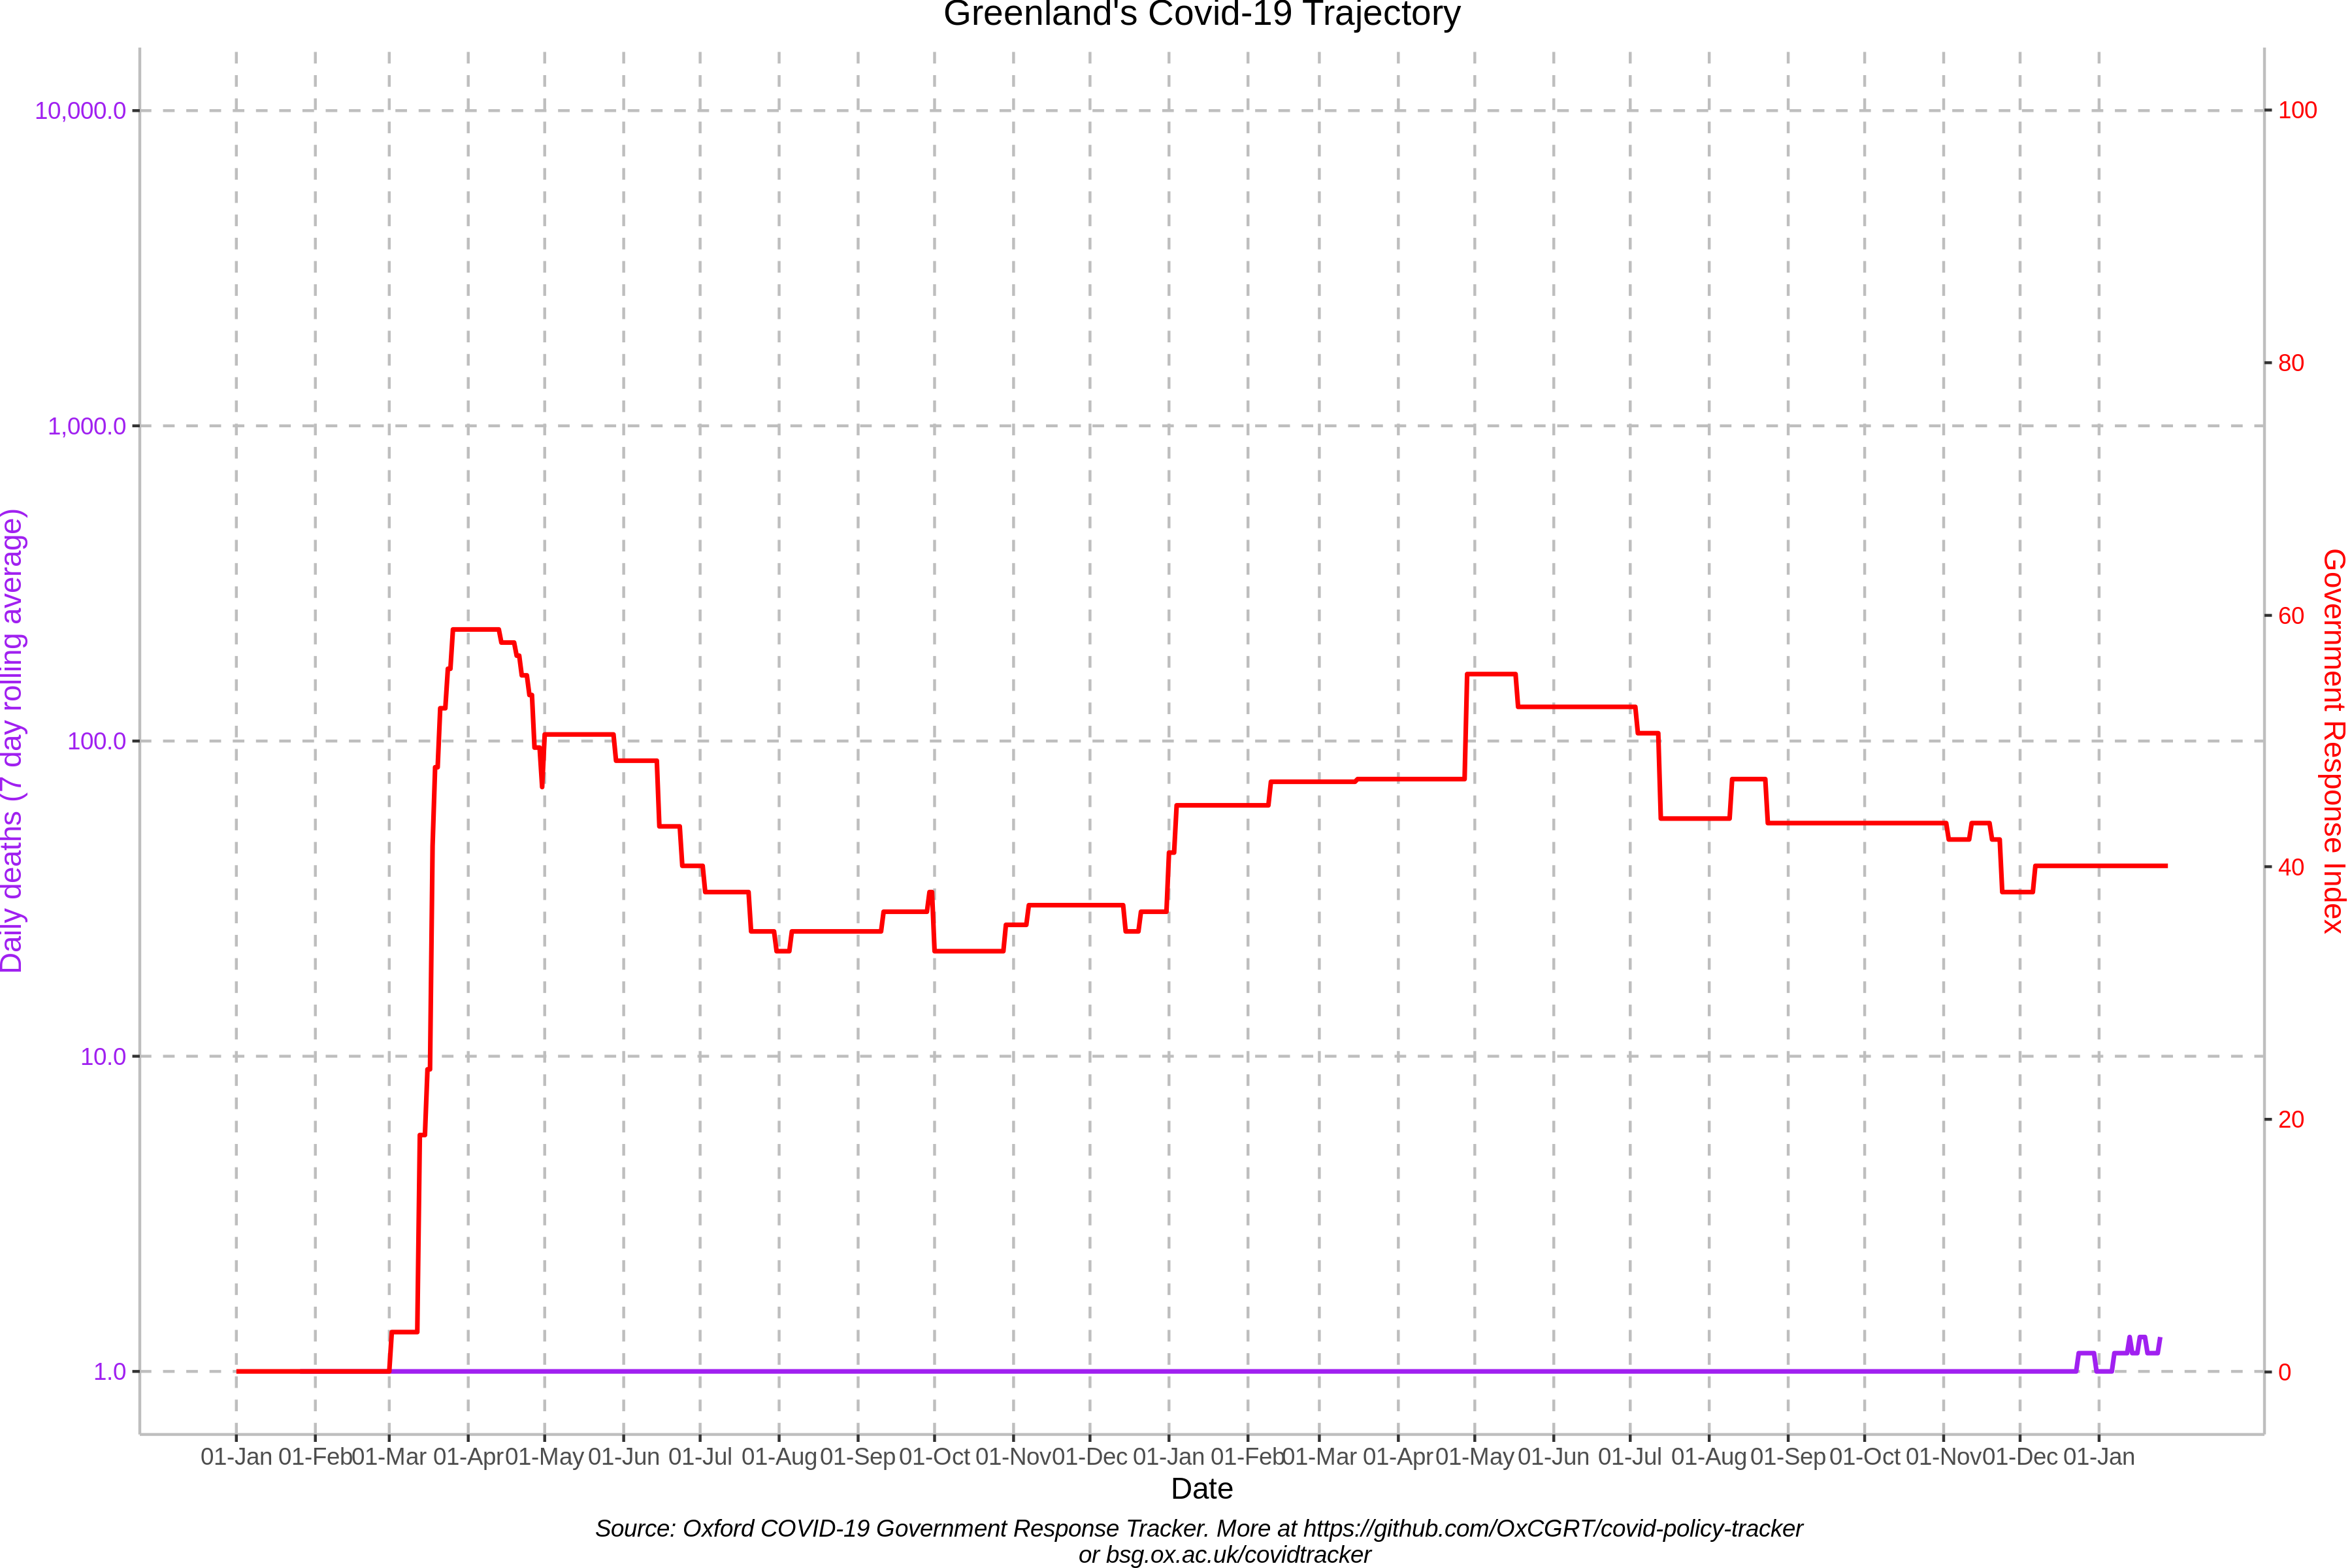 Greenland's Covid-19 Trajectory
10,000.0
1,000.0
100.0
10.0
1.0
Daily deaths (7 day rolling average)
100
80
60
40
20
0
Government Response Index
01-Jan 01-Feb 01-Mar 01-Apr 01-May 01-Jun 01-Jul 01-Aug 01-Sep 01-Oct 01-Nov 01-Dec 01-Jan 01-Feb 01-Mar 01-Apr 01-May 01-Jun 01-Jul 01-Aug 01-Sep 01-Oct 01-Nov 01-Dec 01-Jan
Date
Source: Oxford COVID-19 Government Response Tracker. More at https://github.com/OxCGRT/covid-policy-tracker
or bsg.ox.ac.uk/covidtracker